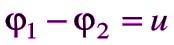 φ₁ − φ₂ = u